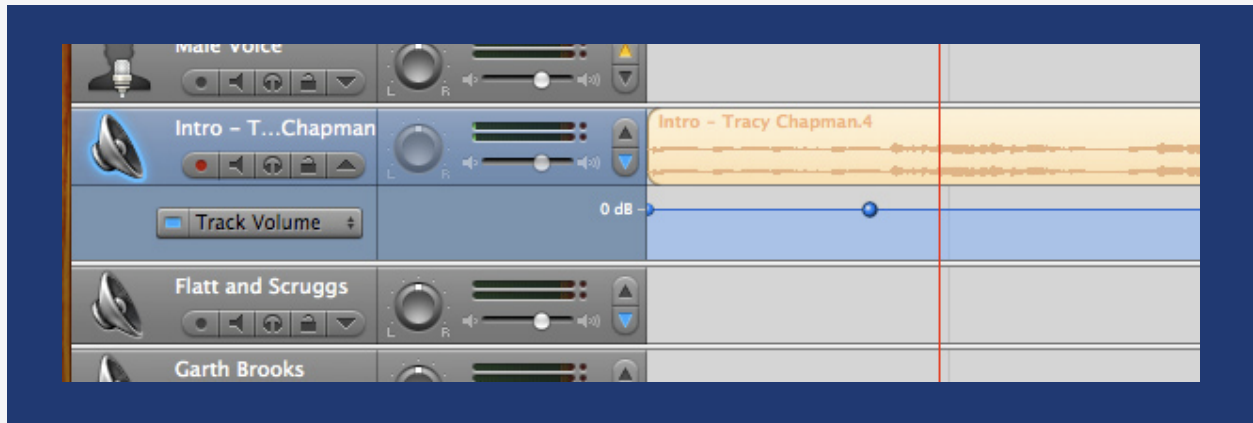 Male Voice
L R
Intro – T...Chapman
L R
Intro - Tracy Chapman.4
Track Volume
0 dB
Flatt and Scruggs
L R
Garth Brooks